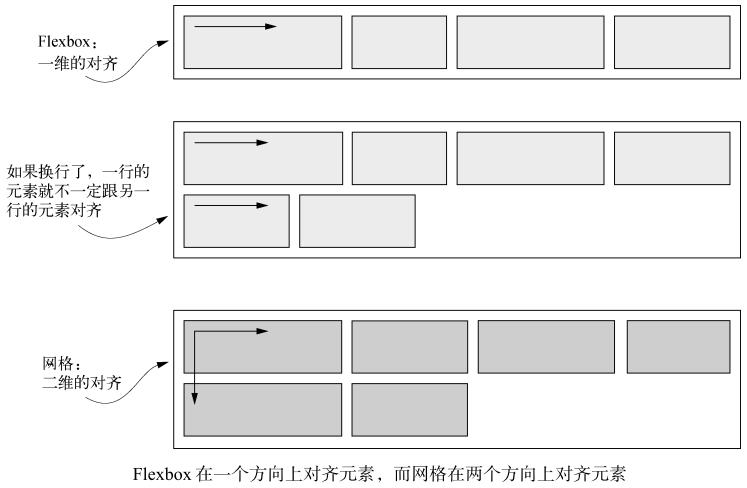 Flexbox：
一维的对齐
如果换行了，一行的
元素就不一定跟另一
行的元素对齐
网格：
二维的对齐
Flexbox 在一个方向上对齐元素，而网格在两个方向上对齐元素